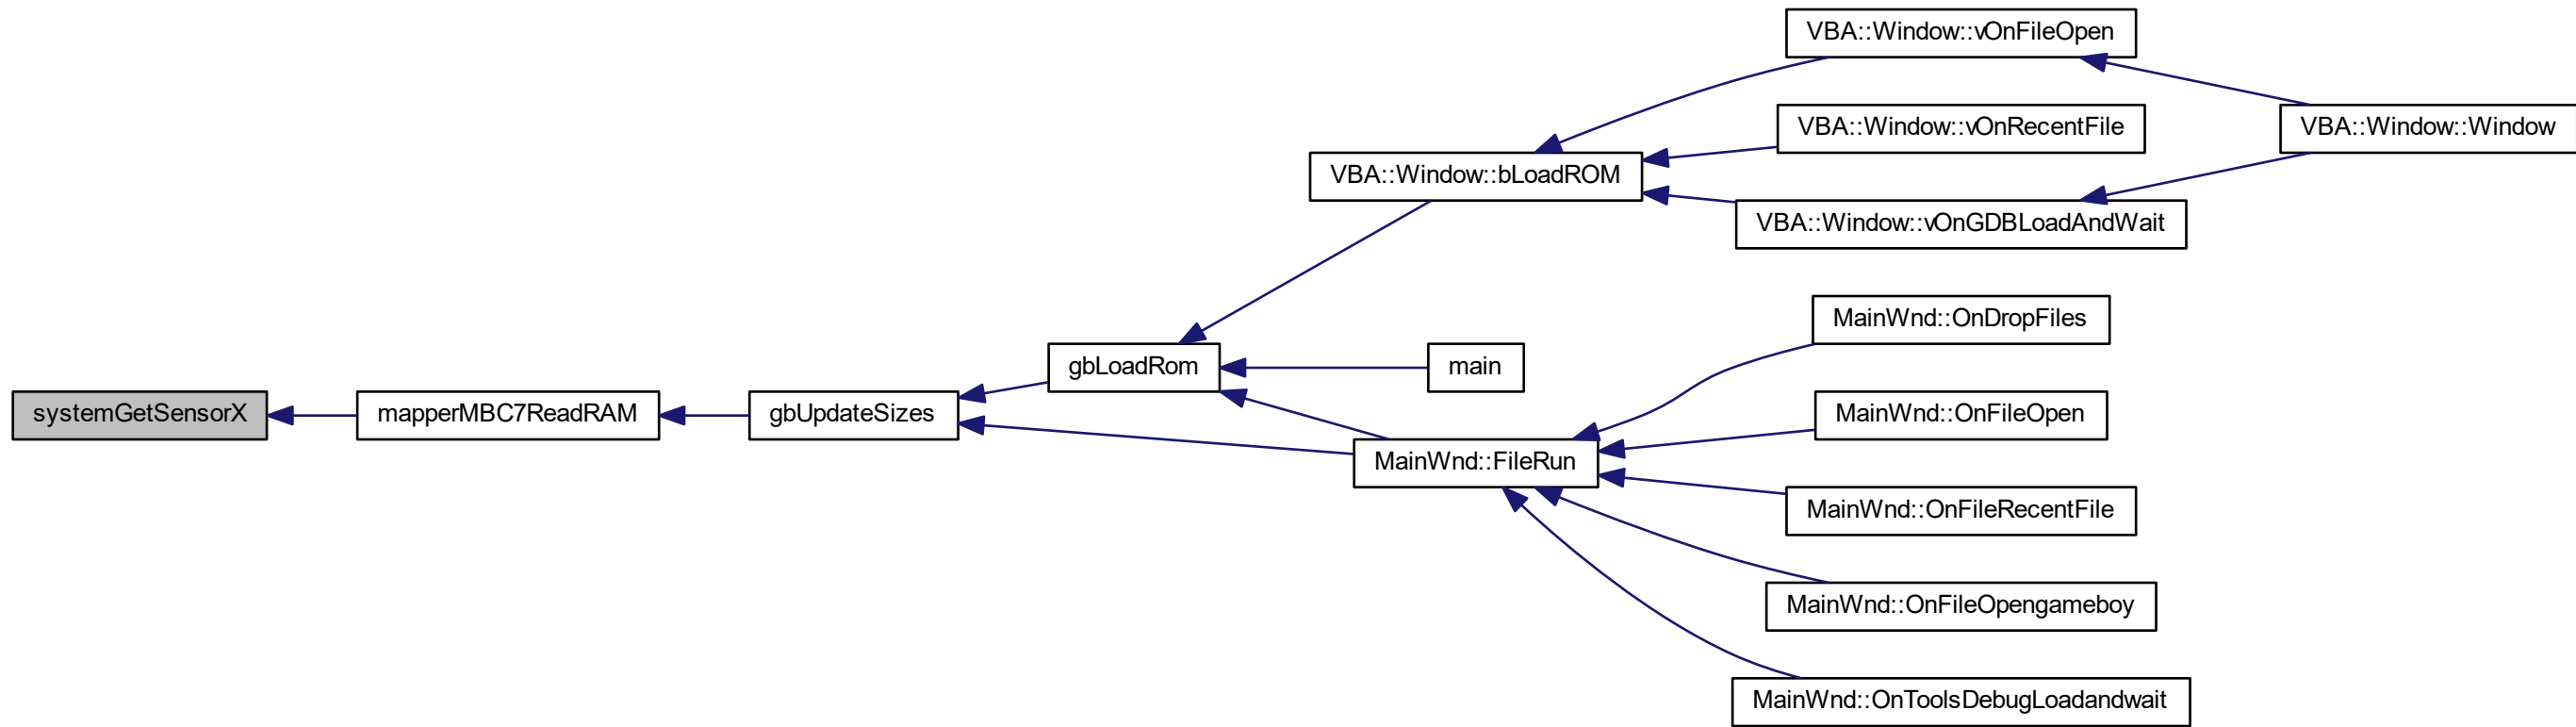 VBA::Window::vOnFileOpen
VBA::Window::vOnRecentFile
VBA::Window::Window
VBA::Window::bLoadROM
VBA::Window::vOnGDBLoadAndWait
MainWnd::OnDropFiles
gbLoadRom
main
systemGetSensorX
mapperMBC7ReadRAM
gbUpdateSizes
MainWnd::OnFileOpen
MainWnd::FileRun
MainWnd::OnFileRecentFile
MainWnd::OnFileOpengameboy
MainWnd::OnToolsDebugLoadandwait